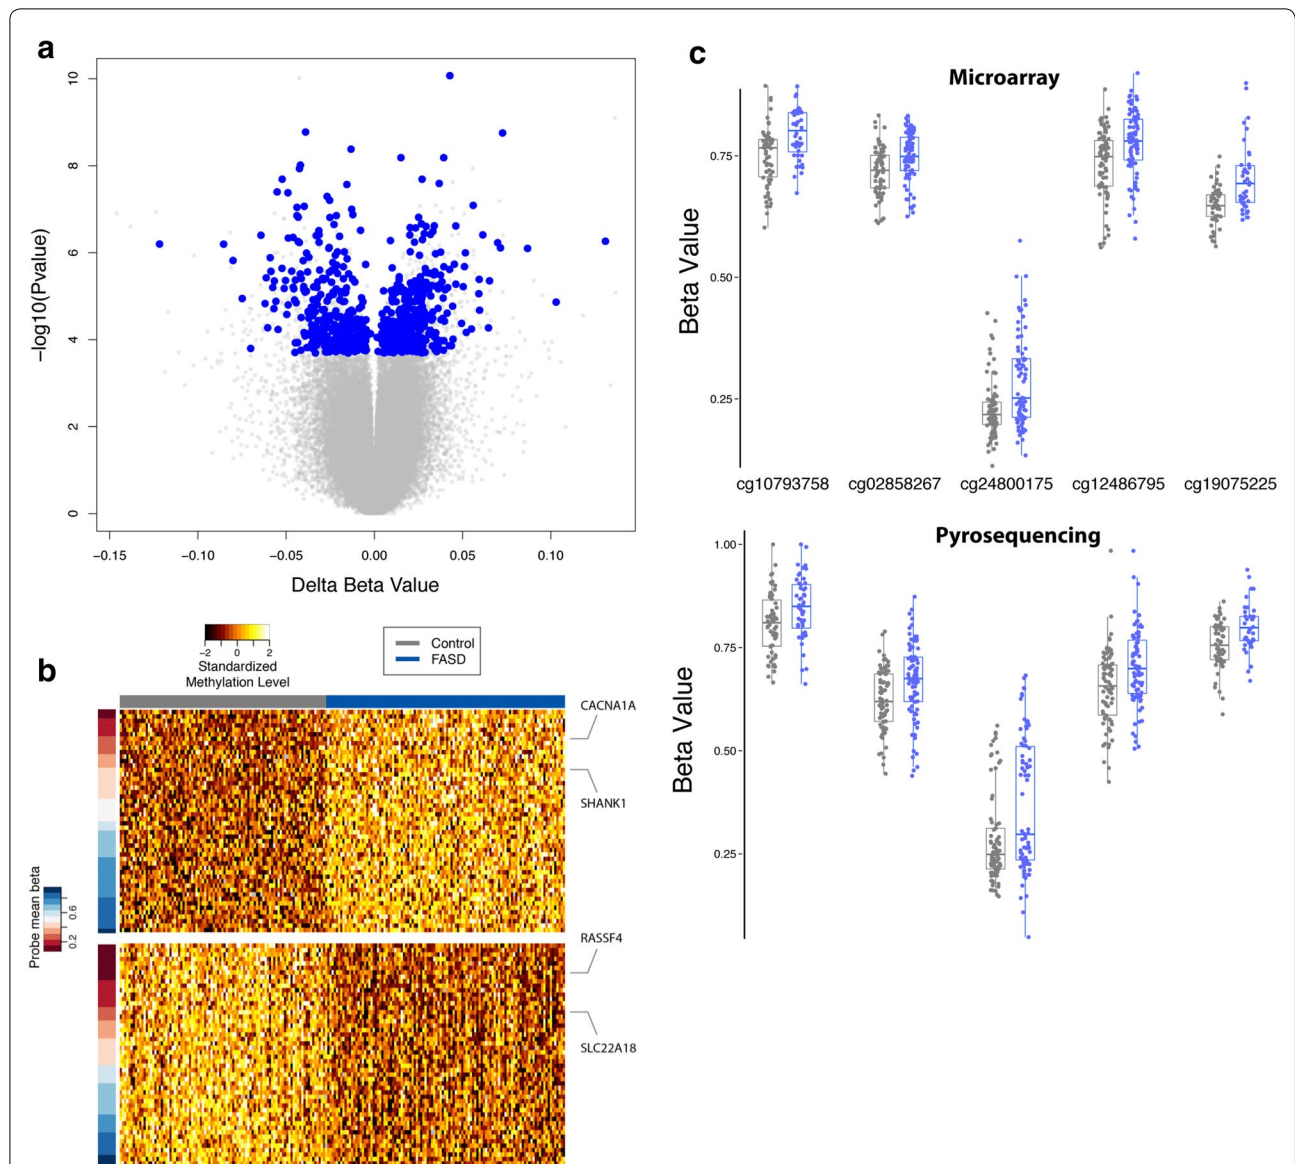 a
10
8
6
4
2
0
−log10(Pvalue)
−0.15 −0.10 −0.05 0.00 0.05 0.10
Delta Beta Value
−2 0 2
Standardized
Methylation Level
Control
FASD
b
CACNA1A
SHANK1
Probe mean beta
0.6
0.2
RASSF4
SLC22A18
c
Microarray
0.75
0.50
0.25
Beta Value
cg10793758 cg02858267 cg24800175 cg12486795 cg19075225
Pyrosequencing
1.00
0.75
0.50
0.25
Beta Value